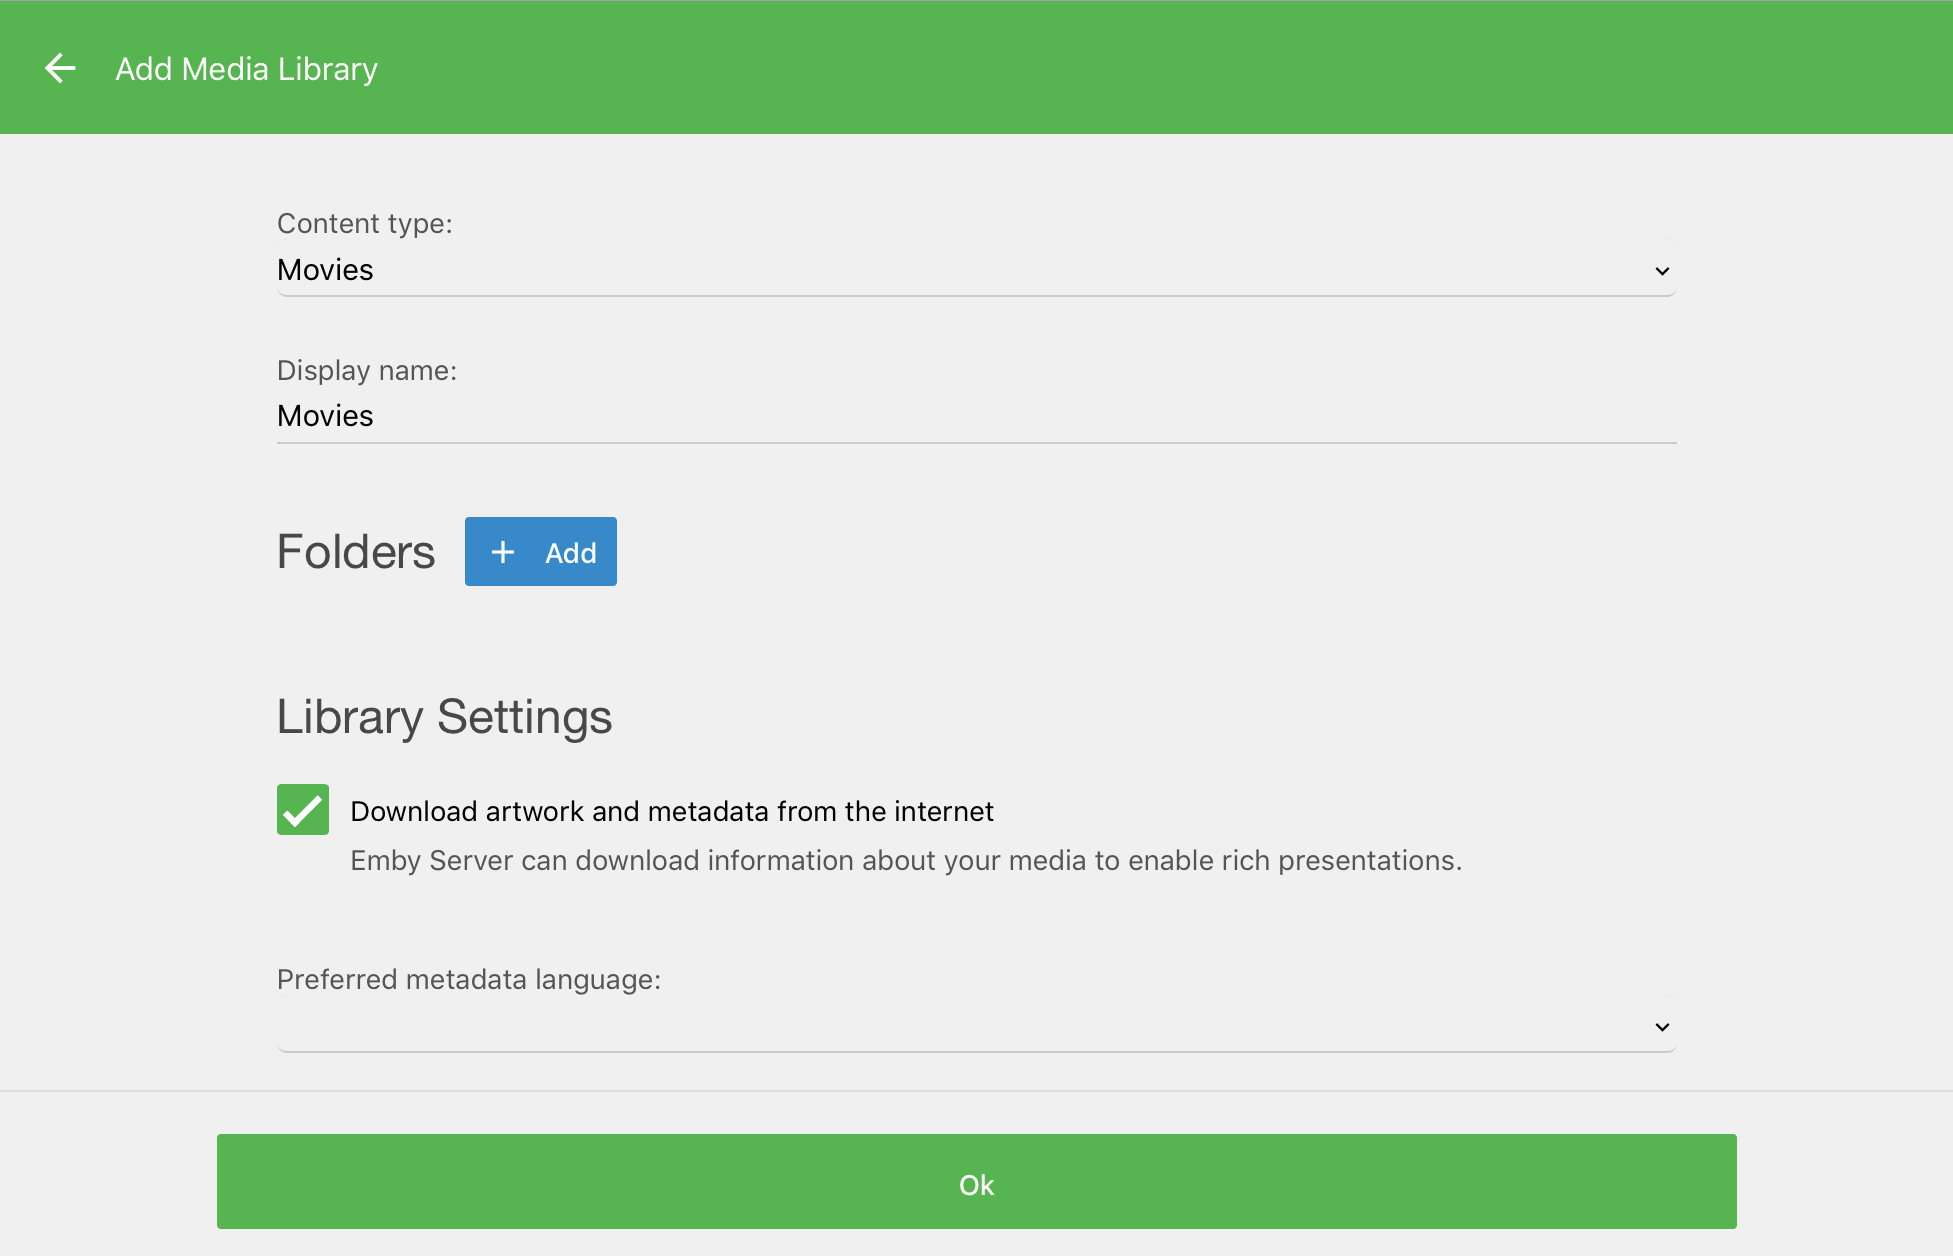 Add Media Library
Content type:
Movies
Display name:
Movies
Folders
+ Add
Library Settings
Download artwork and metadata from the internet
Emby Server can download information about your media to enable rich presentations.
Preferred metadata language:
Ok